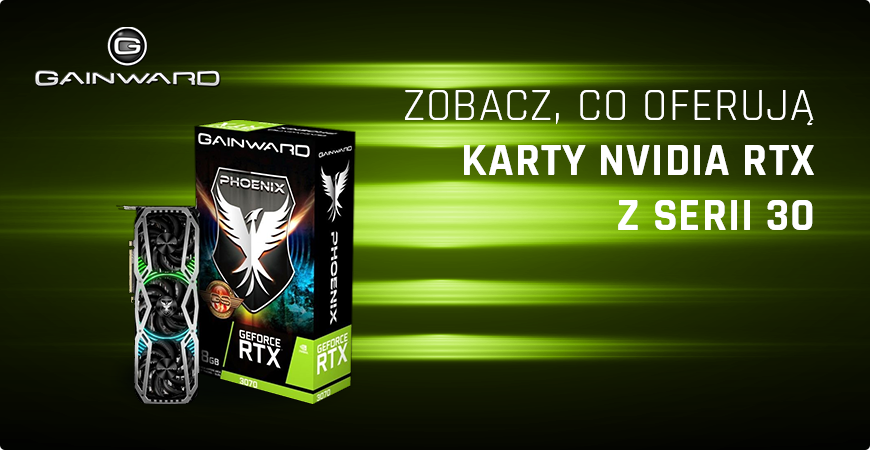 GAINWARD
ZOBACZ, CO OFERUJĄ
KARTY NVIDIA RTX
Z SERII 30
GAINWARD
GAINWARD
PHOENIX
PHOENIX
GS
8GB
GEFORCE
RTX
3070
GEFORCE
RTX
3070